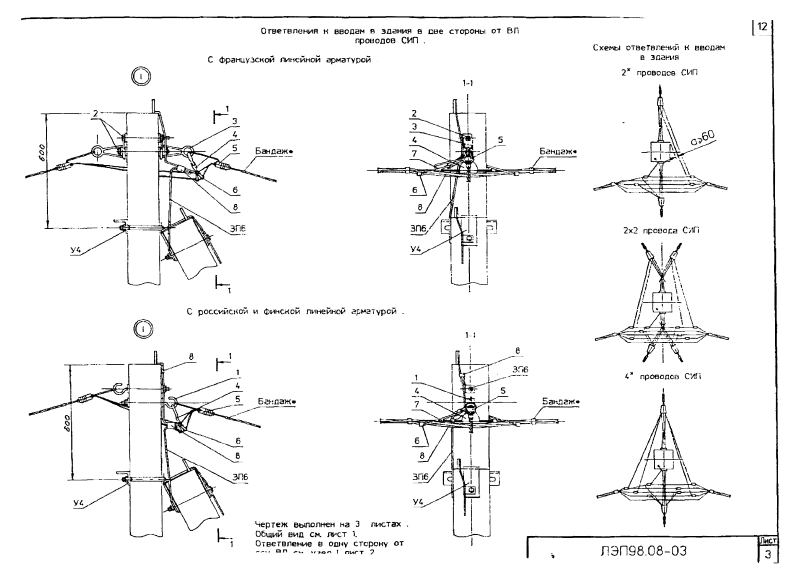 12
Ответвления к вводам в здания в две стороны от ВЛ
проводов СИП .
С французской линейной арматурой
1
1
2
3
4
5
Бандаж*
6
8
600
ЗП6
У4
1
1-1
2
3
4
7
5
Бандаж*
8
6
ЗП6
У4
С российской и финской линейной арматурой .
1
1
8
1
4
5
Бандаж*
6
8
600
ЗП6
У4
1
1-1
8
ЗП6
1
4
7
5
Бандаж*
6
8
ЗП6
У4
Схемы ответвлений к вводам
в здания
2* проводов СИП
2x2 провода СИП
4* проводов СИП
Чертеж выполнен на 3 листах .
Общий вид см. лист 1.
Ответвление в одну сторону от
ЛЭП98.08-03
Лист
3